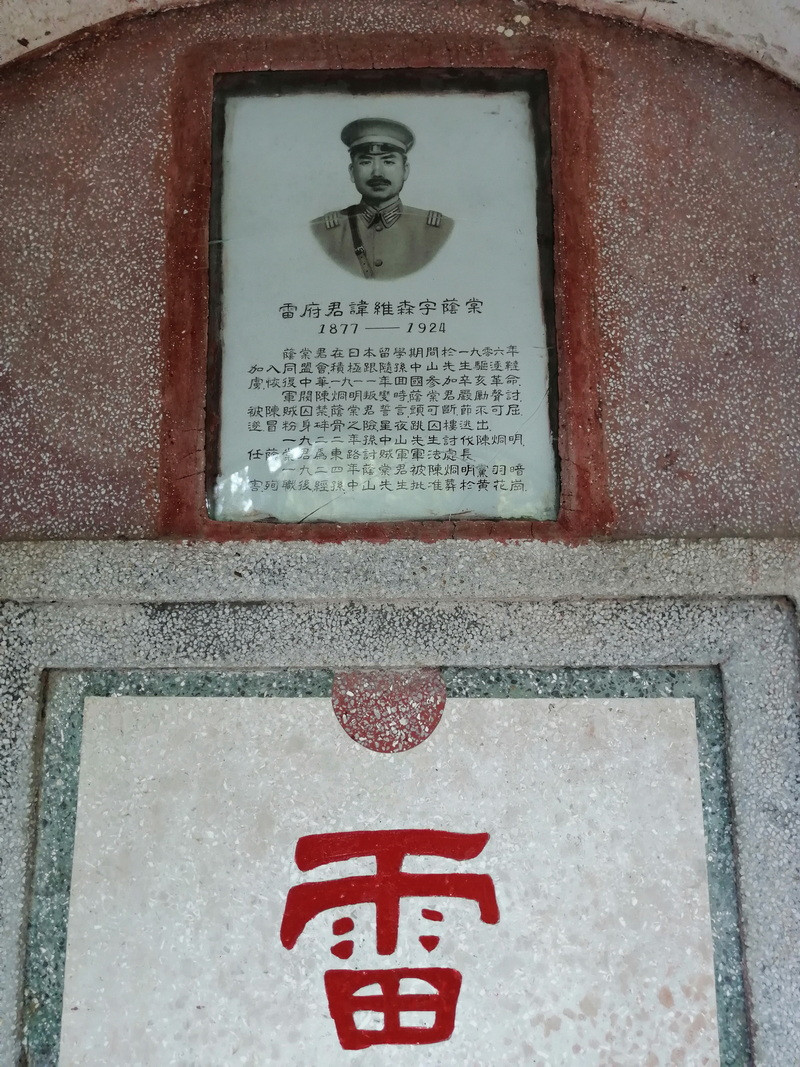 雷府君諱維森字蔭棠
1877——1924
蔭棠君在日本留學期間於一九零六年
加入同盟會,積極跟隨孫中山先生驅逐韃
虜,恢復中華.一九一一年回國参加辛亥革命.
軍閥陳炯明叛变時蔭棠君嚴勵聲討,
被陳贼囚禁蔭棠君誓言頭可斷節不可屈.
遂冒粉身碎骨之險星夜跳囚樓逃出.
一九二二年孫中山先生討伐陳炯明,
任蔭棠君爲東路討贼軍軍法處長.
一九二四年蔭棠君被陳炯明黨羽暗
害.殉職後經孫中山先生批准葬於黄花崗.
雷